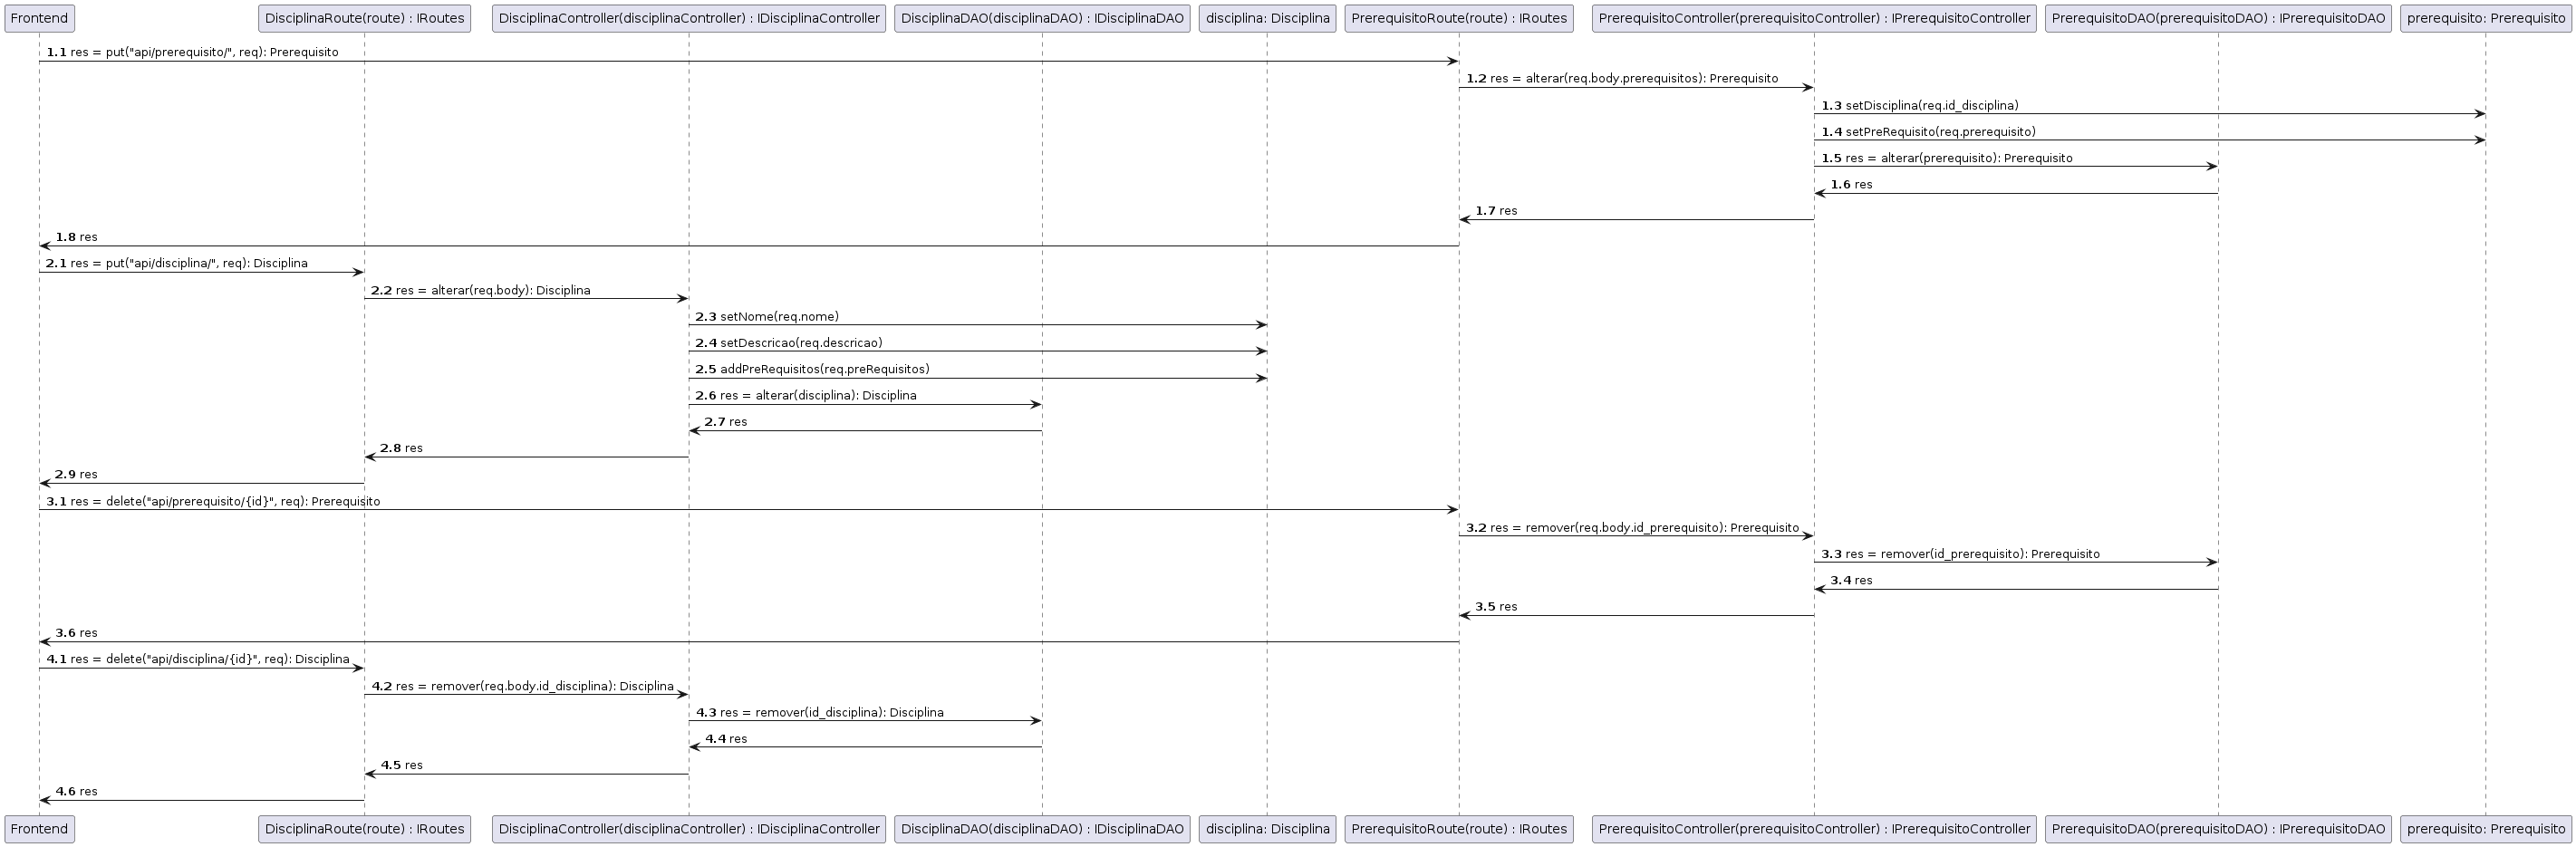 Frontend
DisciplinaRoute(route) : IRoutes
DisciplinaController(disciplinaController) : IDisciplinaController
DisciplinaDAO(disciplinaDAO) : IDisciplinaDAO
disciplina: Disciplina
PrerequisitoRoute(route) : IRoutes
PrerequisitoController(prerequisitoController) : IPrerequisitoController
PrerequisitoDAO(prerequisitoDAO) : IPrerequisitoDAO
prerequisito: Prerequisito
1.1 res = put("api/prerequisito/", req): Prerequisito
1.2 res = alterar(req.body.prerequisitos): Prerequisito
1.3 setDisciplina(req.id_disciplina)
1.4 setPreRequisito(req.prerequisito)
1.5 res = alterar(prerequisito): Prerequisito
1.6 res
1.7 res
1.8 res
2.1 res = put("api/disciplina/", req): Disciplina
2.2 res = alterar(req.body): Disciplina
2.3 setNome(req.nome)
2.4 setDescricao(req.descricao)
2.5 addPreRequisitos(req.preRequisitos)
2.6 res = alterar(disciplina): Disciplina
2.7 res
2.8 res
2.9 res
3.1 res = delete("api/prerequisito/{id}", req): Prerequisito
3.2 res = remover(req.body.id_prerequisito): Prerequisito
3.3 res = remover(id_prerequisito): Prerequisito
3.4 res
3.5 res
3.6 res
4.1 res = delete("api/disciplina/{id}", req): Disciplina
4.2 res = remover(req.body.id_disciplina): Disciplina
4.3 res = remover(id_disciplina): Disciplina
4.4 res
4.5 res
4.6 res
Frontend
DisciplinaRoute(route) : IRoutes
DisciplinaController(disciplinaController) : IDisciplinaController
DisciplinaDAO(disciplinaDAO) : IDisciplinaDAO
disciplina: Disciplina
PrerequisitoRoute(route) : IRoutes
PrerequisitoController(prerequisitoController) : IPrerequisitoController
PrerequisitoDAO(prerequisitoDAO) : IPrerequisitoDAO
prerequisito: Prerequisito